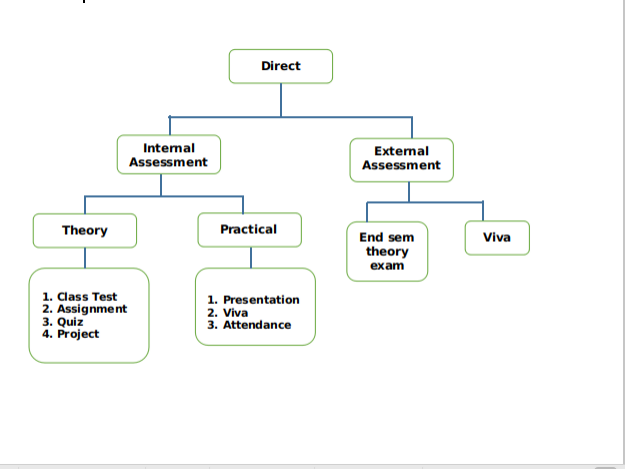 Direct
Internal
Assessment
External
Assessment
Theory
Practical
End sem
theory
exam
Viva
1. Class Test
2. Assignment
3. Quiz
4. Project
1. Presentation
2. Viva
3. Attendance